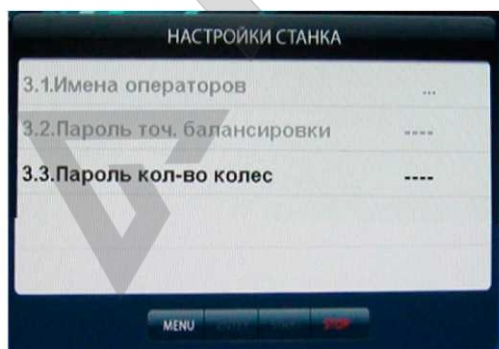 НАСТРОЙКИ СТАНКА
3.1.Имена операторов ...
3.2.Пароль точ. балансировки ----
3.3.Пароль кол-во колес ----
MENU STOP